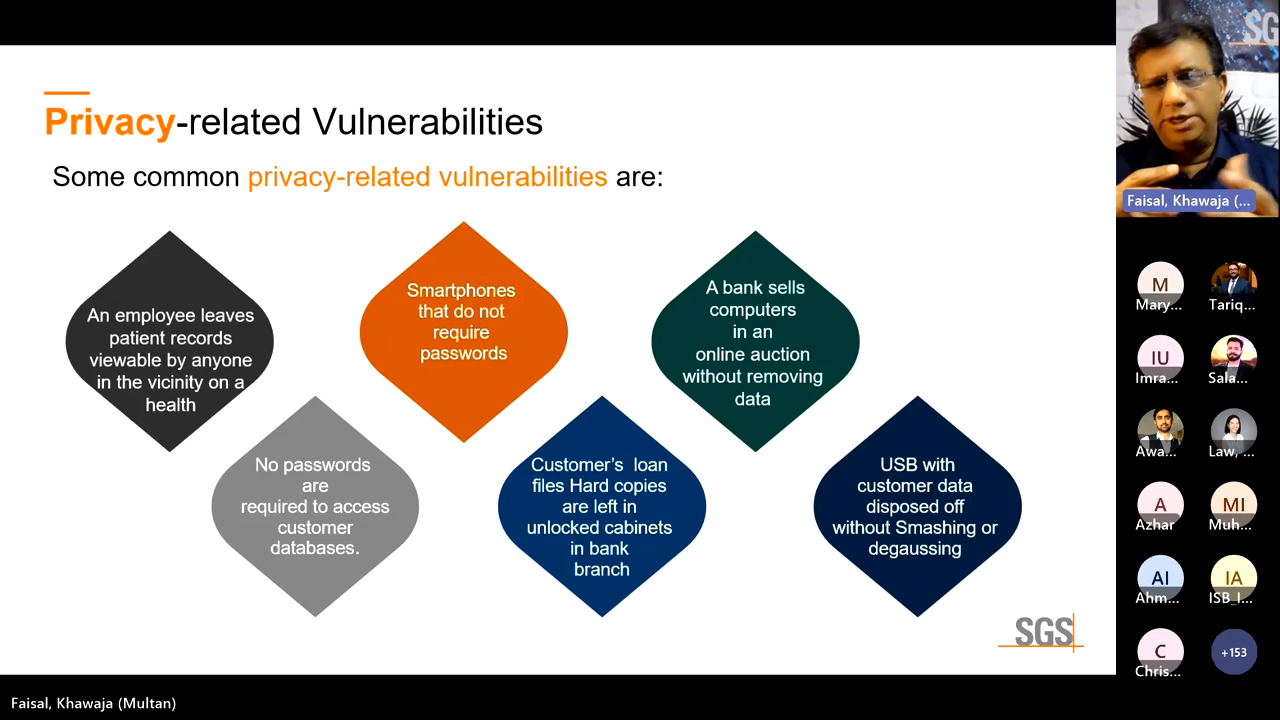 Privacy-related Vulnerabilities
Some common privacy-related vulnerabilities are:
An employee leaves
patient records
viewable by anyone
in the vicinity on a
health
Smartphones
that do not
require
passwords
A bank sells
computers
in an
online auction
without removing
data
No passwords
are
required to access
customer
databases.
Customer’s loan
files Hard copies
are left in
unlocked cabinets
in bank
branch
USB with
customer data
disposed off
without Smashing or
degaussing
SGS
SG
Faisal, Khawaja (...
M
Mary...
Tariq...
IU
Imra...
Sala...
Awa...
Law, ...
A
Azhar
MI
Muh...
AI
Ahm...
IA
ISB_I...
C
Chris...
+153
Faisal, Khawaja (Multan)